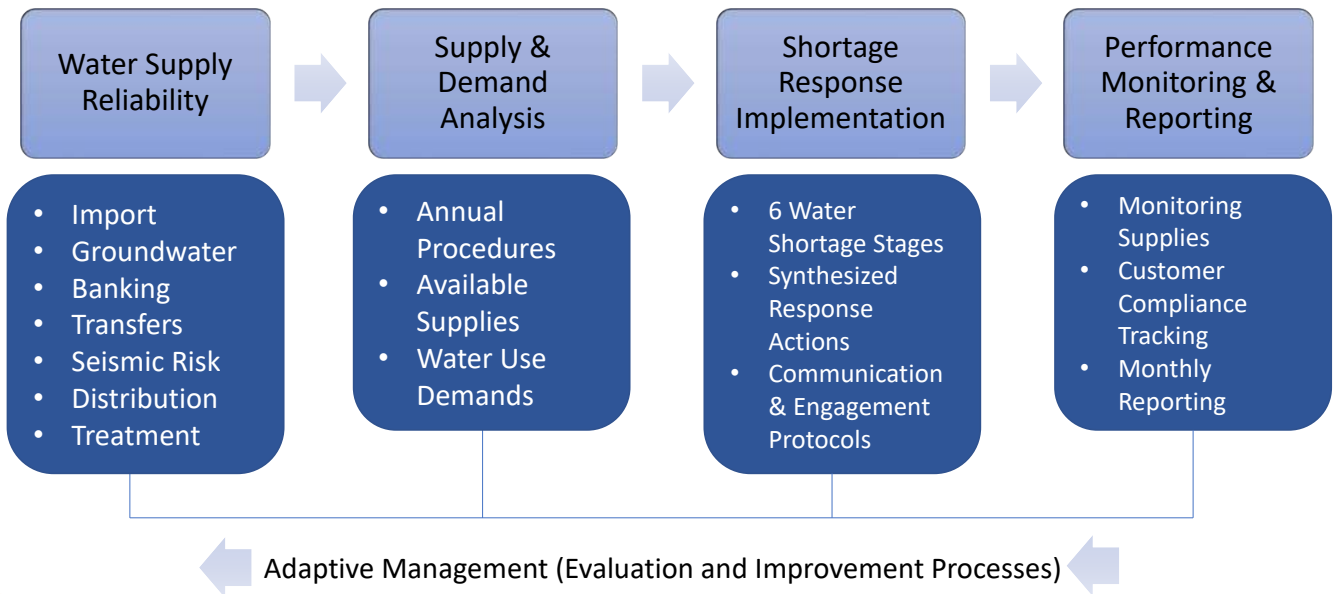 Water Supply
Reliability
Supply &
Demand
Analysis
Shortage
Response
Implementation
Performance
Monitoring &
Reporting
• Import
• Groundwater
• Banking
• Transfers
• Seismic Risk
• Distribution
• Treatment
• Annual
Procedures
• Available
Supplies
• Water Use
Demands
• 6 Water
Shortage Stages
• Synthesized
Response
Actions
• Communication
& Engagement
Protocols
• Monitoring
Supplies
• Customer
Compliance
Tracking
• Monthly
Reporting
Adaptive Management (Evaluation and Improvement Processes)